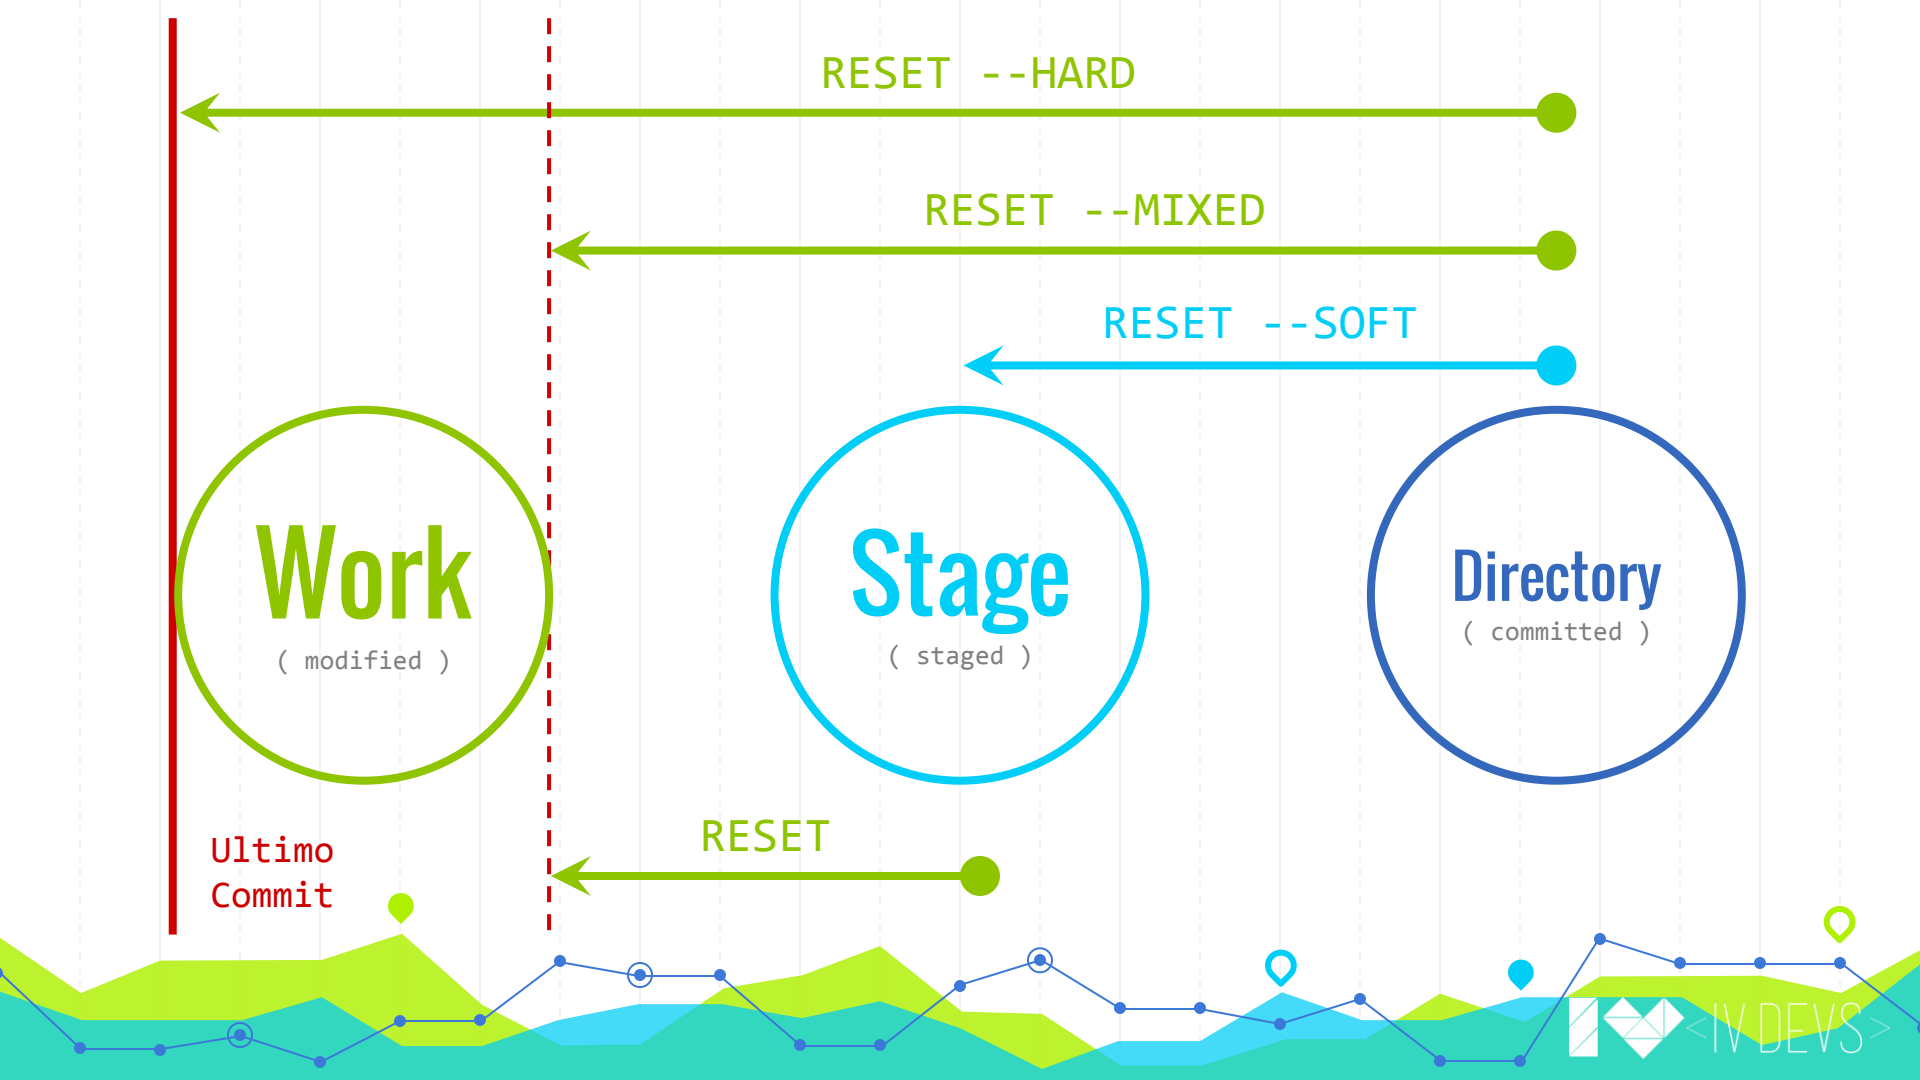 RESET --HARD
RESET --MIXED
RESET --SOFT
Work
( modified )
Stage
( staged )
Directory
( committed )
RESET
Ultimo
Commit
<IV DEVS>